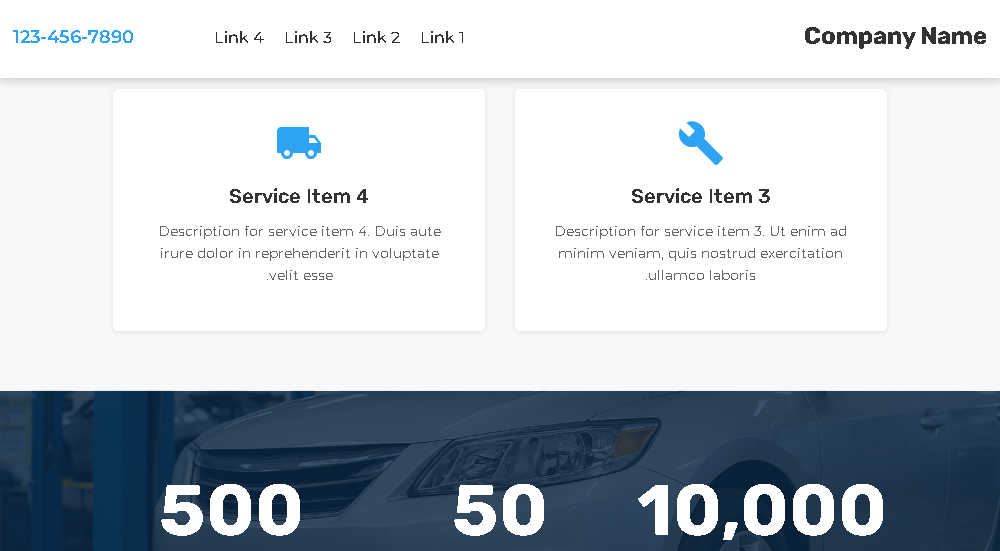 Company Name
Link 1
Link 2
Link 3
Link 4
123-456-7890
Service Item 3
Description for service item 3. Ut enim ad
minim veniam, quis nostrud exercitation
.ullamco laboris
Service Item 4
Description for service item 4. Duis aute
irure dolor in reprehenderit in voluptate
.velit esse
10,000
50
500